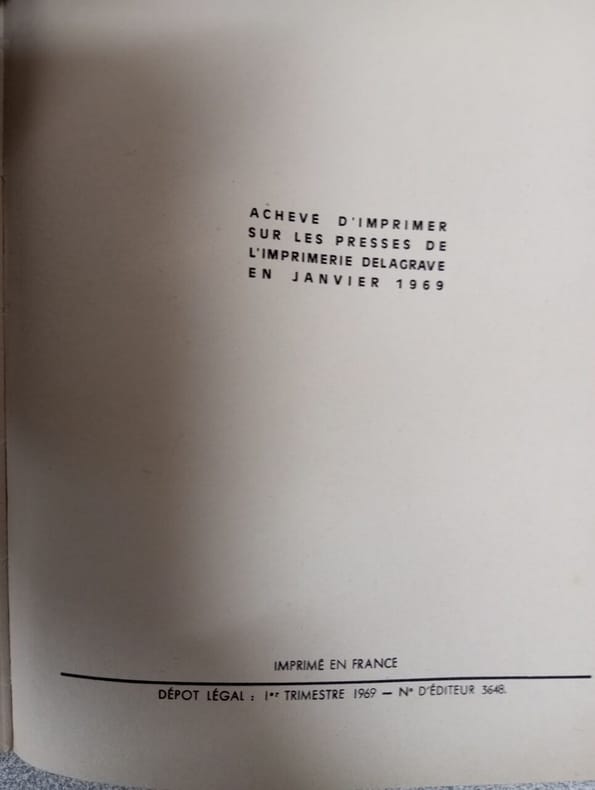 ACHEVE D'IMPRIMER
SUR LES PRESSES DE
L'IMPRIMERIE DELAGRAVE
EN JANVIER 1969
IMPRIMÉ EN FRANCE
DÉPOT LÉGAL : 1er TRIMESTRE 1969 — N° D'ÉDITEUR 3648.